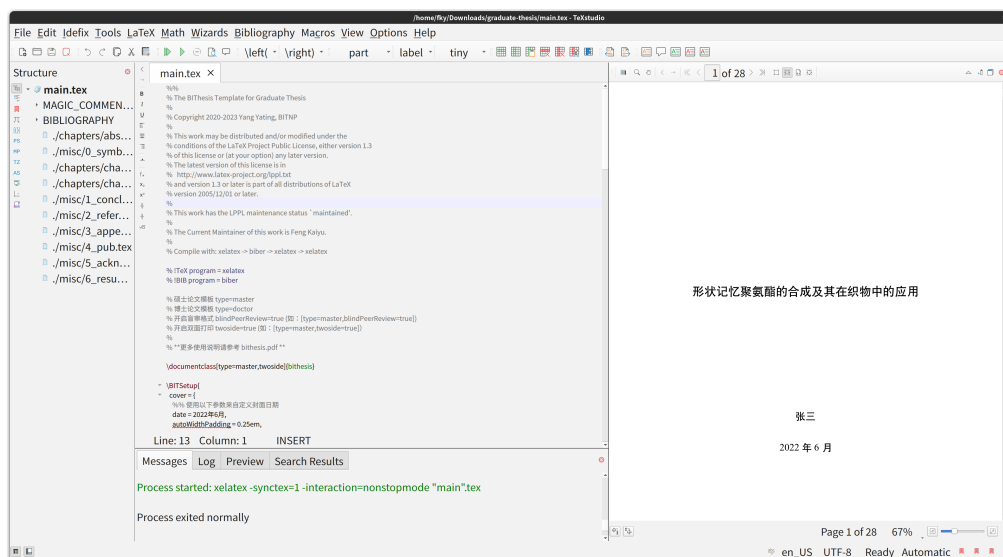 /home/fky/Downloads/graduate-thesis/main.tex - TeXstudio
File Edit Idefix Tools LaTeX Math Wizards Bibliography Macros View Options Help
\left( \right) part label tiny
Structure
main.tex
MAGIC_COMMEN...
BIBLIOGRAPHY
./chapters/abs...
./misc/0_symb...
./chapters/cha...
./chapters/cha...
./misc/1_concl...
./misc/2_refer...
./misc/3_appe...
./misc/4_pub.tex
./misc/5_ackn...
./misc/6_resu...
main.tex
%%
% The BIThesis Template for Graduate Thesis
%
% Copyright 2020-2023 Yang Yating, BITNP
%
% This work may be distributed and/or modified under the
% conditions of the LaTeX Project Public License, either version 1.3
% of this license or (at your option) any later version.
% The latest version of this license is in
% http://www.latex-project.org/lppl.txt
% and version 1.3 or later is part of all distributions of LaTeX
% version 2005/12/01 or later.
%
% This work has the LPPL maintenance status `maintained'.
%
% The Current Maintainer of this work is Feng Kaiyu.
%
% Compile with: xelatex -> biber -> xelatex -> xelatex
% !TeX program = xelatex
% !BIB program = biber
% 硕士论文模板 type=master
% 博士论文模板 type=doctor
% 开启盲审格式 blindPeerReview=true (如：[type=master,blindPeerReview=true])
% 开启双面打印 twoside=true (如：[type=master,twoside=true])
%
% **更多使用说明请参考 bithesis.pdf **
\documentclass[type=master,twoside]{bithesis}
\BITSetup{
cover = {
%% 使用以下参数来自定义封面日期
date = 2022年6月,
autoWidthPadding = 0.25em,
Line: 13 Column: 1 INSERT
Messages Log Preview Search Results
Process started: xelatex -synctex=1 -interaction=nonstopmode "main".tex
Process exited normally
1 of 28
形状记忆聚氨酯的合成及其在织物中的应用
张三
2022 年 6 月
Page 1 of 28 67%
en_US UTF-8 Ready Automatic